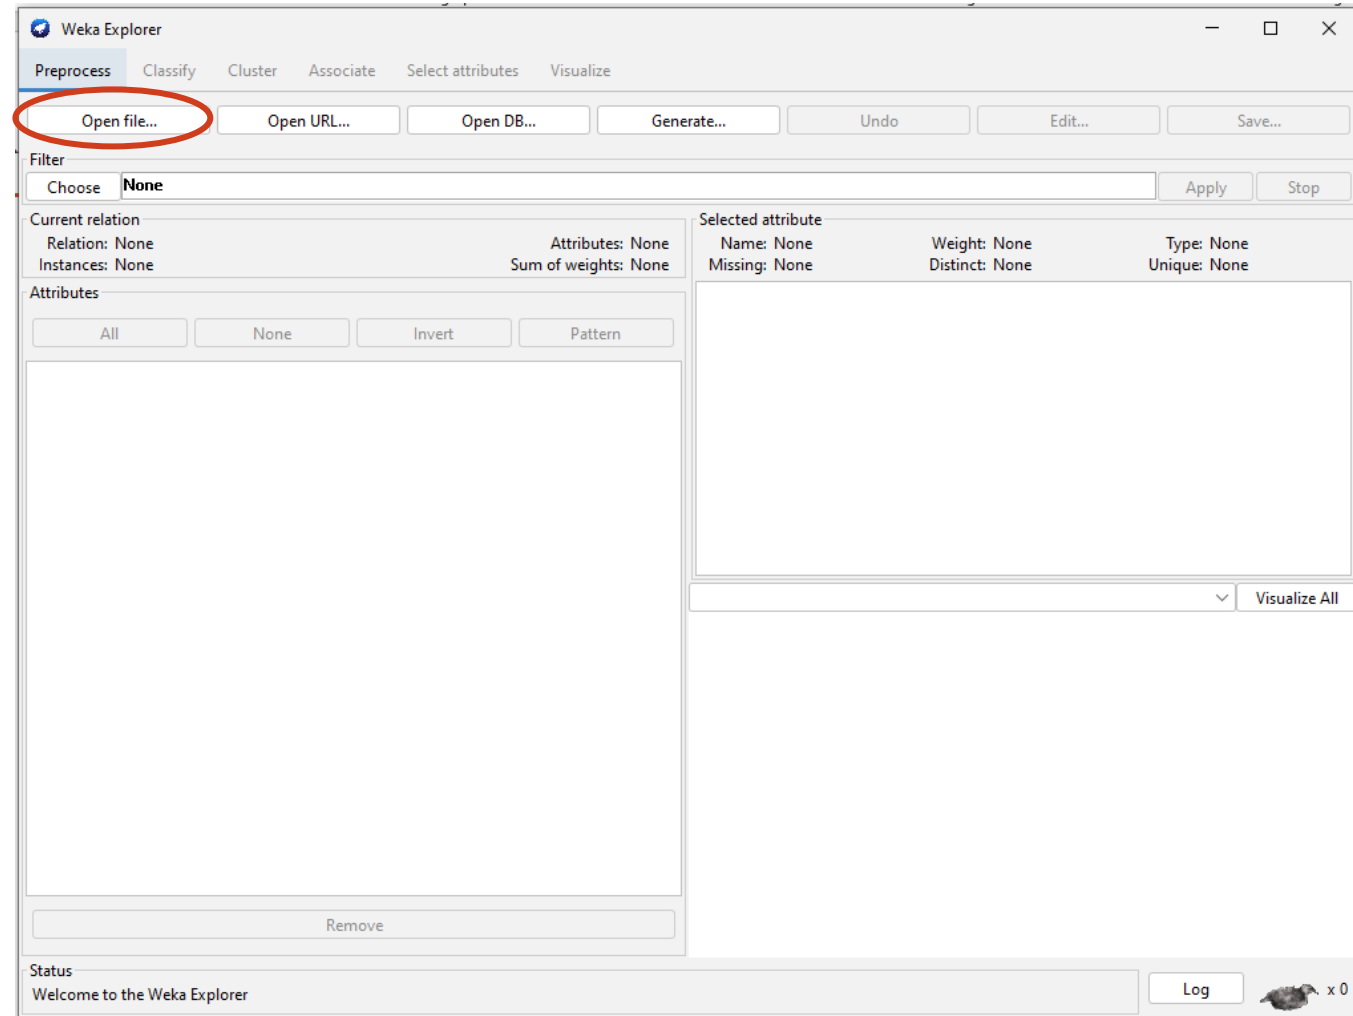 Weka Explorer
Preprocess Classify Cluster Associate Select attributes Visualize
Open file... Open URL... Open DB... Generate... Undo Edit... Save...
Filter
Choose None Apply Stop
Current relation
Relation: None Attributes: None
Instances: None Sum of weights: None
Selected attribute
Name: None Weight: None Type: None
Missing: None Distinct: None Unique: None
Attributes
All None Invert Pattern
Visualize All
Remove
Status
Welcome to the Weka Explorer
Log x 0